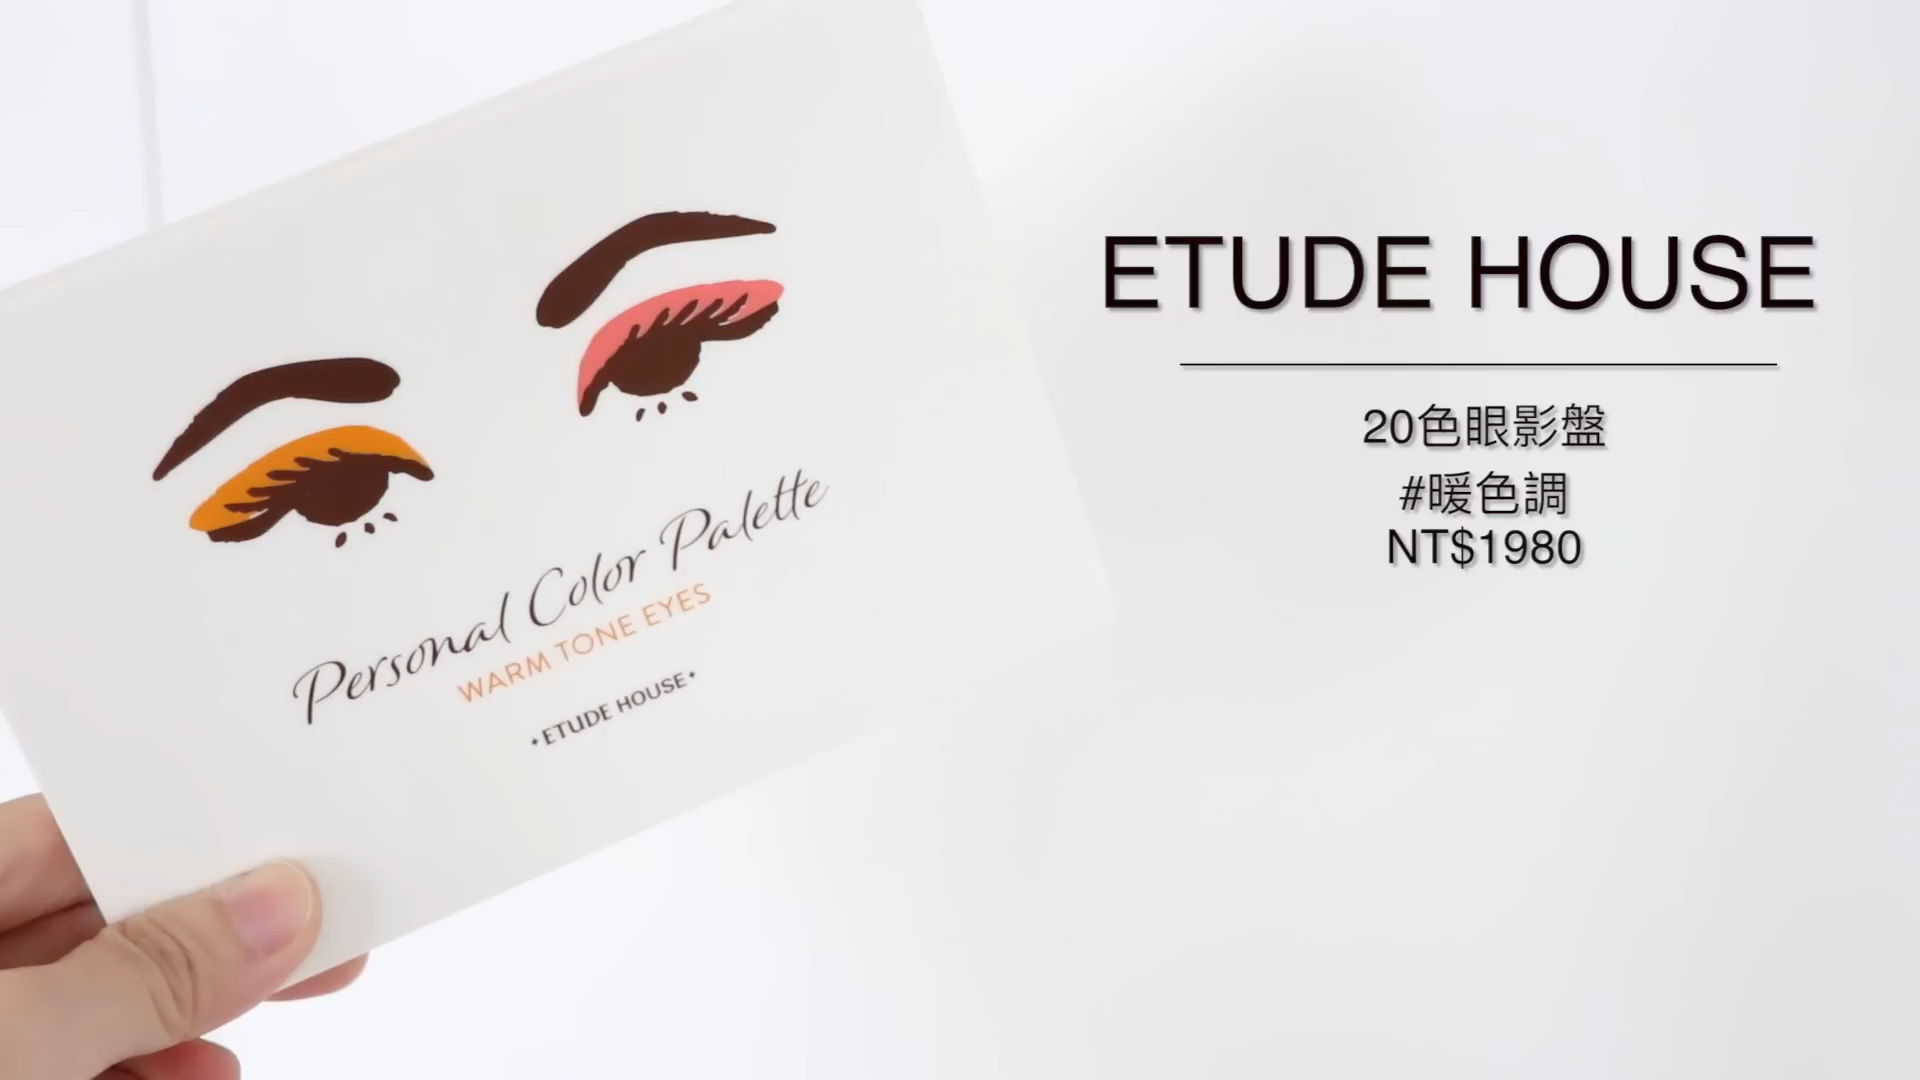 Personal Color Palette
WARM TONE EYES
ETUDE HOUSE
ETUDE HOUSE
20色眼影盤
#暖色調
NT$1980